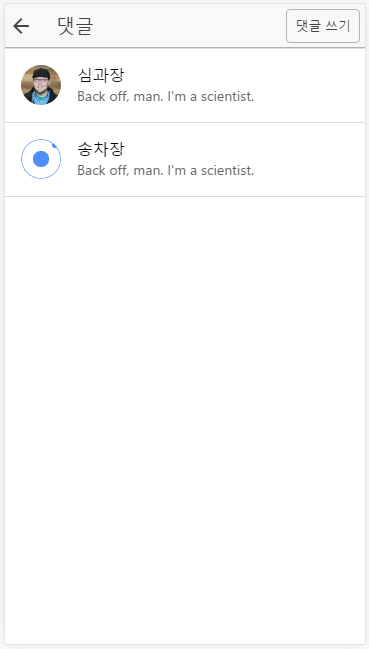 댓글
댓글 쓰기
심과장
Back off, man. I'm a scientist.
송차장
Back off, man. I'm a scientist.